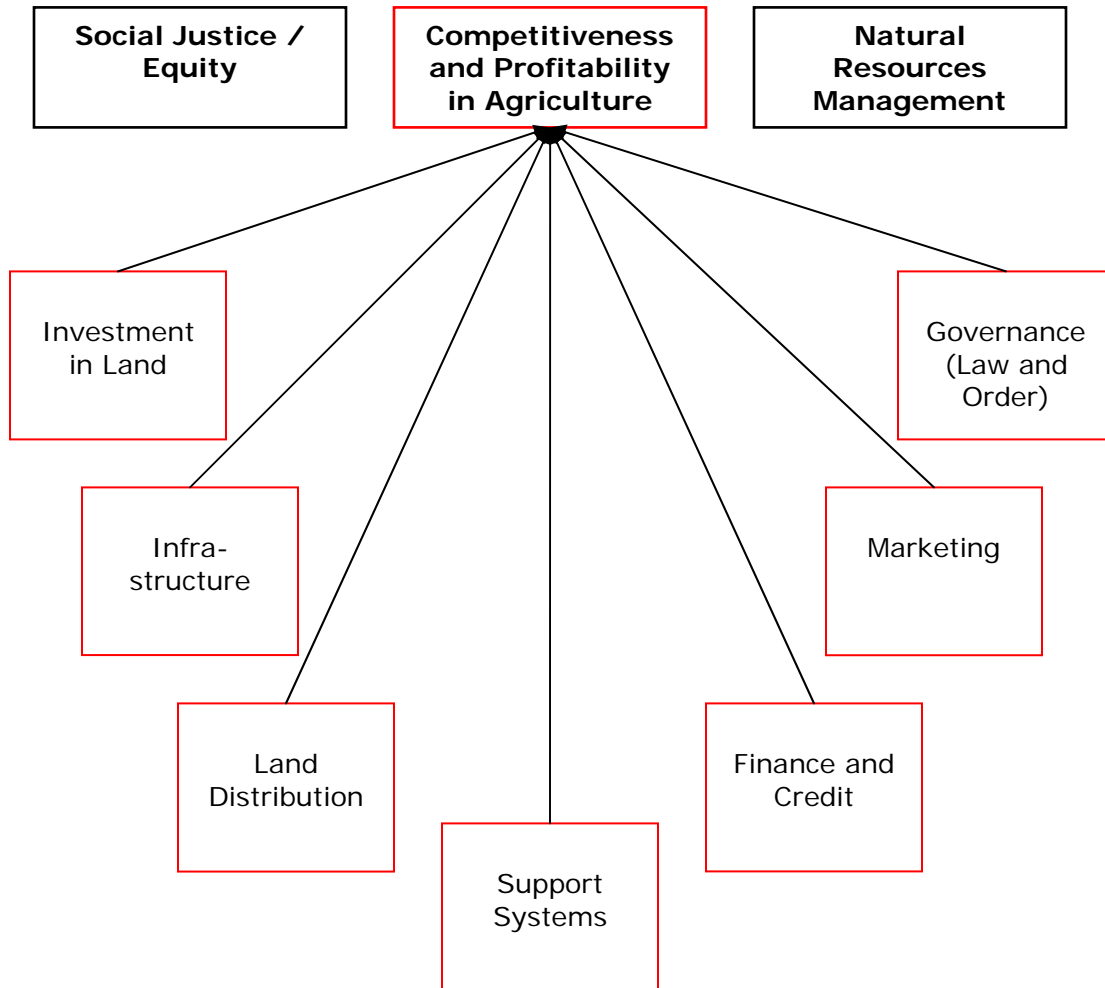 Social Justice /
Equity
Competitiveness
and Profitability
in Agriculture
Natural
Resources
Management
Investment
in Land
Governance
(Law and
Order)
Infra-
structure
Marketing
Land
Distribution
Finance and
Credit
Support
Systems